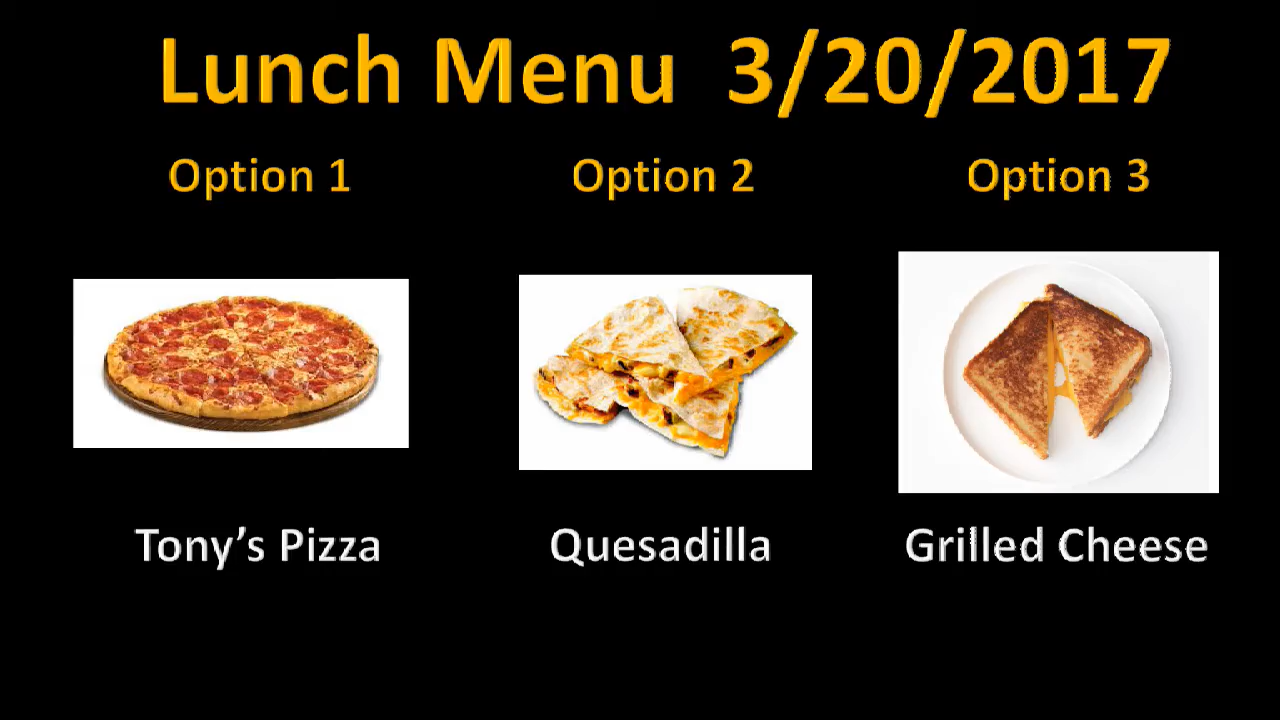 Lunch Menu 3/20/2017
Option 1
Option 2
Option 3
Tony’s Pizza
Quesadilla
Grilled Cheese